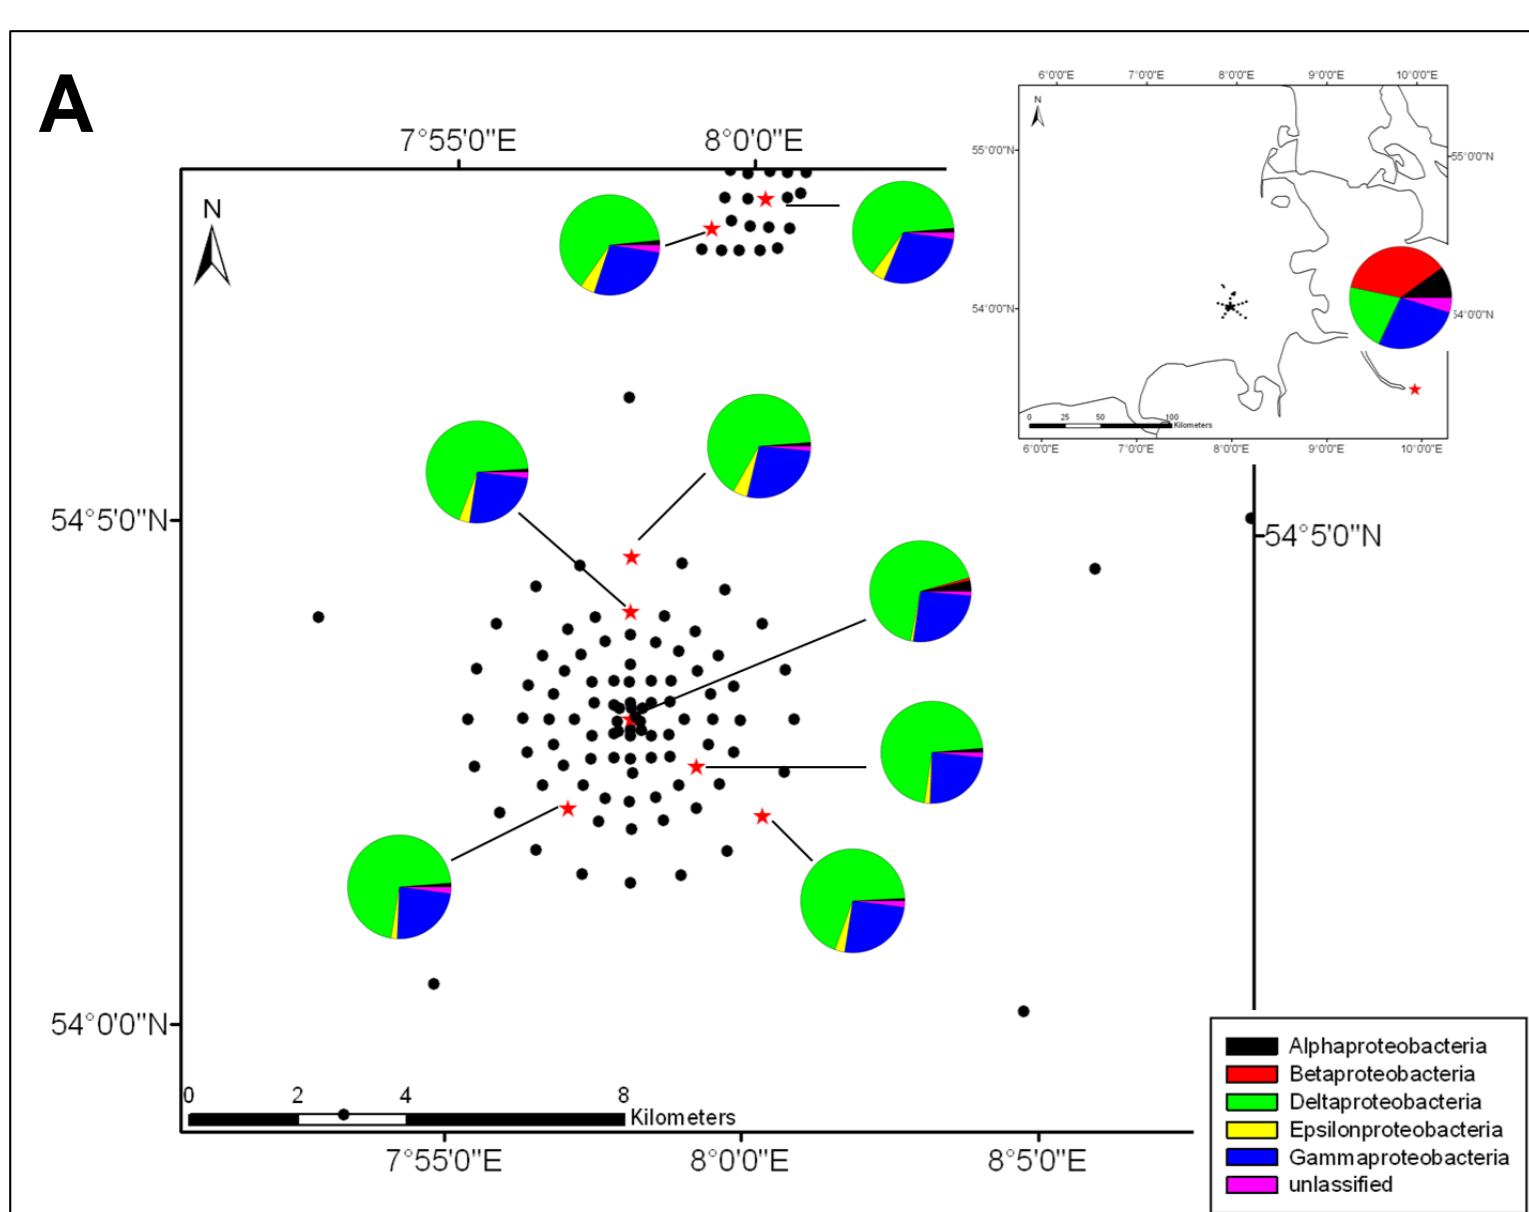 A
6°0'0"E 7°0'0"E 8°0'0"E 9°0'0"E 10°0'0"E
N
55°0'0"N
55°0'0"N
54°0'0"N
54°0'0"N
0 25 50 100
Kilometers
6°0'0"E 7°0'0"E 8°0'0"E 9°0'0"E 10°0'0"E
7°55'0"E 8°0'0"E
N
54°5'0"N
54°5'0"N
54°0'0"N
0 2 4 8
Kilometers
7°55'0"E 8°0'0"E 8°5'0"E
Alphaproteobacteria
Betaproteobacteria
Deltaproteobacteria
Epsilonproteobacteria
Gammaproteobacteria
unlassified